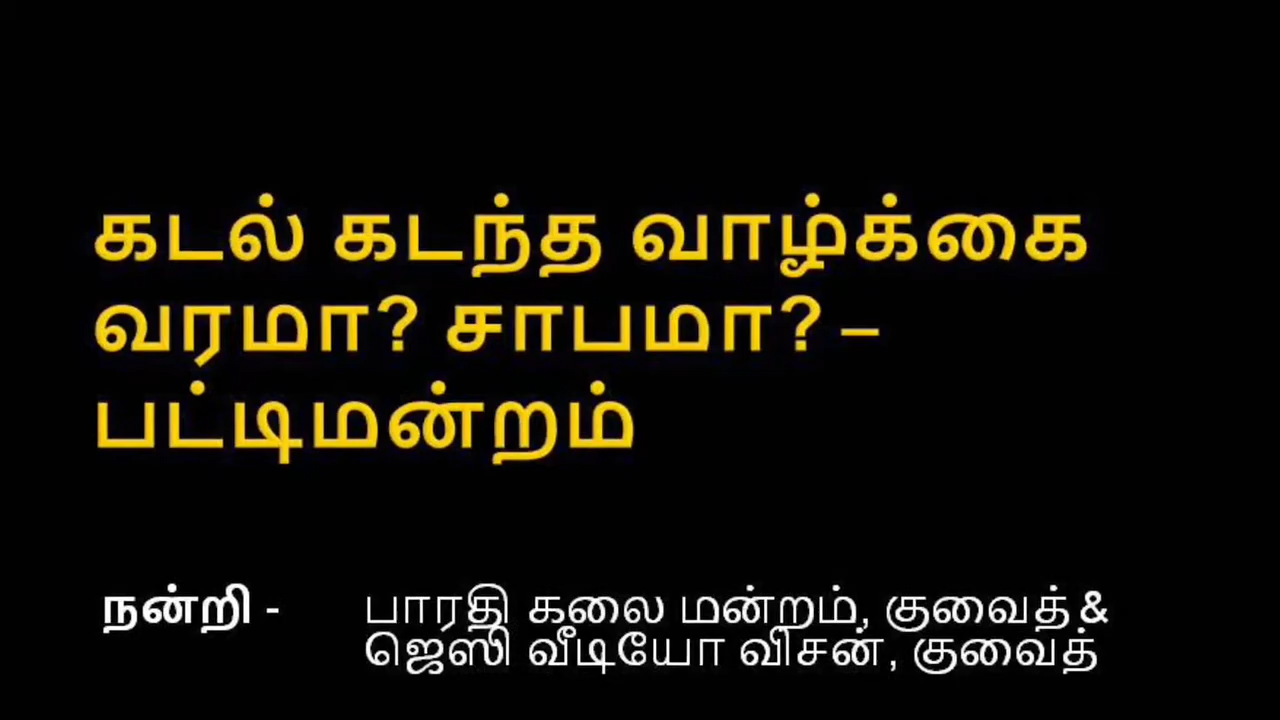 கடல் கடந்த வாழ்க்கை
வரமா? சாபமா? –
பட்டிமன்றம்
நன்றி - பாரதி கலை மன்றம், குவைத் &
ஜெஸி வீடியோ விசன், குவைத்